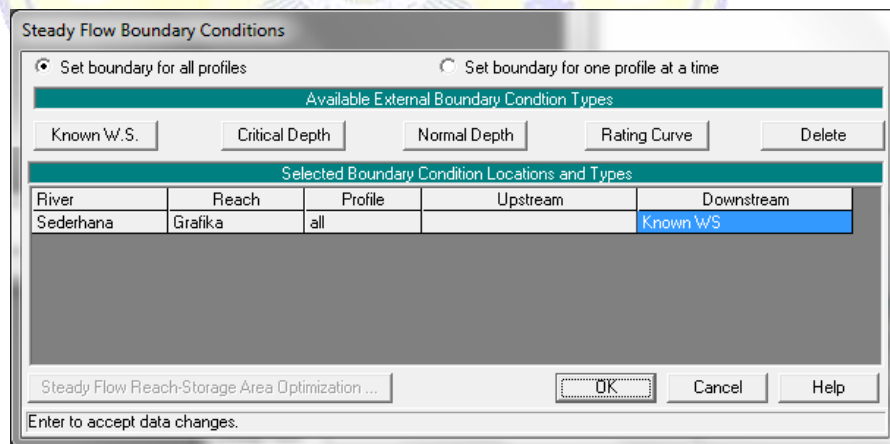 Steady Flow Boundary Conditions
Set boundary for all profiles Set boundary for one profile at a time
Available External Boundary Condtion Types
Known W.S. Critical Depth Normal Depth Rating Curve Delete
Selected Boundary Condition Locations and Types
River Reach Profile Upstream Downstream
Sederhana Grafika all Known WS
Steady Flow Reach-Storage Area Optimization ... OK Cancel Help
Enter to accept data changes.